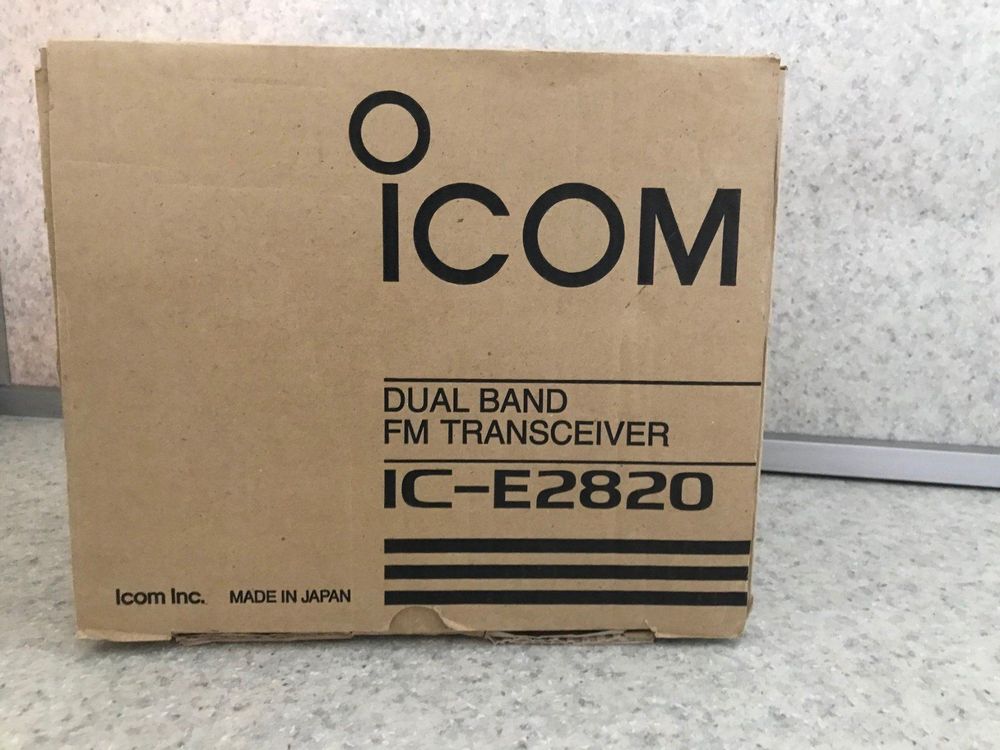 ICOM
DUAL BAND
FM TRANSCEIVER
IC-E2820
Icom Inc. MADE IN JAPAN